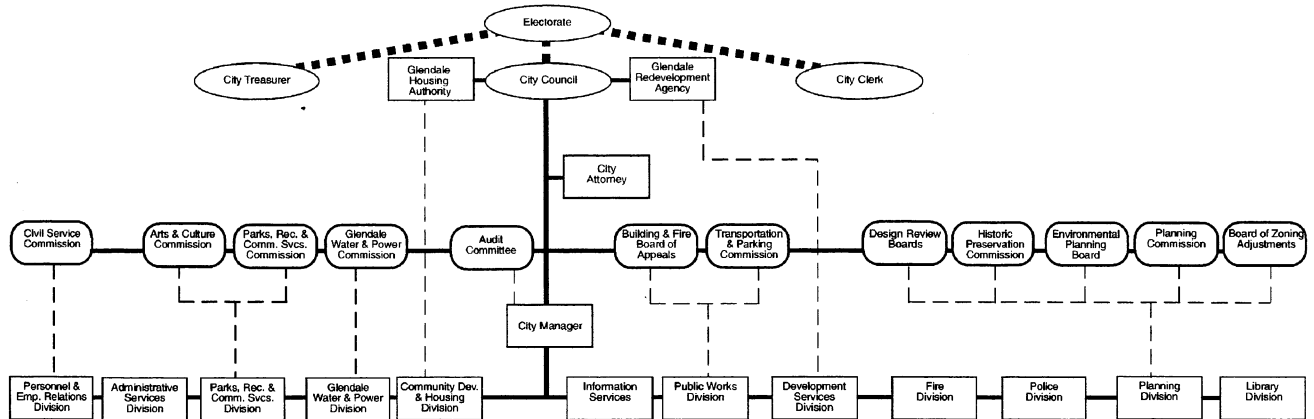 Electorate
City Treasurer
Glendale
Housing
Authority
City Council
Glendale
Redevelopment
Agency
City Clerk
City
Attorney
Civil Service
Commission
Arts & Culture
Commission
Parks, Rec. &
Comm. Svcs.
Commission
Glendale
Water & Power
Commission
Audit
Committee
Building & Fire
Board of
Appeals
Transportation
& Parking
Commission
Design Review
Boards
Historic
Preservation
Commission
Environmental
Planning
Board
Planning
Commission
Board of Zoning
Adjustments
City Manager
Personnel &
Emp. Relations
Division
Administrative
Services
Division
Parks, Rec. &
Comm. Svcs.
Division
Glendale
Water & Power
Division
Community Dev.
& Housing
Division
Information
Services
Public Works
Division
Development
Services
Division
Fire
Division
Police
Division
Planning
Division
Library
Division